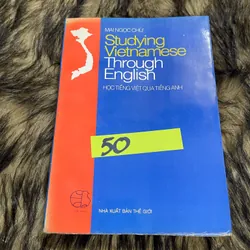 MAI NGỌC CHỪ
Studying
Vietnamese
Through
English
HỌC TIẾNG VIỆT QUA TIẾNG ANH
50
NHÀ XUẤT BẢN THẾ GIỚI